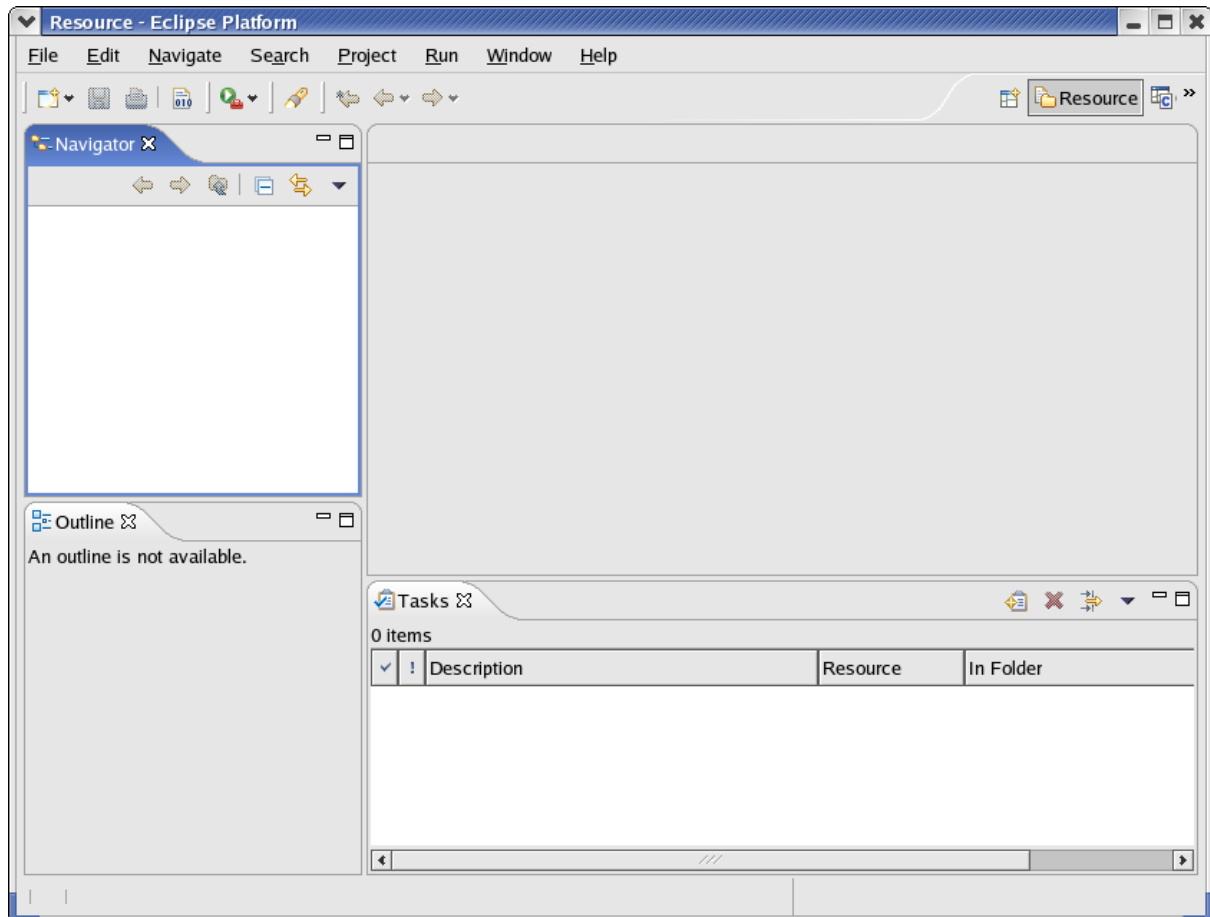 Resource - Eclipse Platform
File Edit Navigate Search Project Run Window Help
010
Resource
C
»
Navigator
Outline
An outline is not available.
Tasks
0 items
! Description Resource In Folder